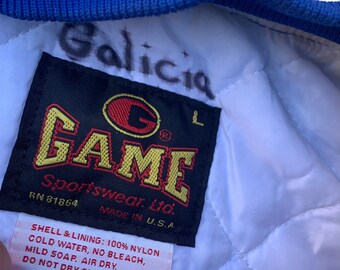 Galicia
G ®
L
GAME
Sportswear, Ltd.
RN 81864 MADE IN U.S.A
SHELL & LINING: 100% NYLON
COLD WATER, NO BLEACH,
MILD SOAP. AIR DRY.
DO NOT DRY